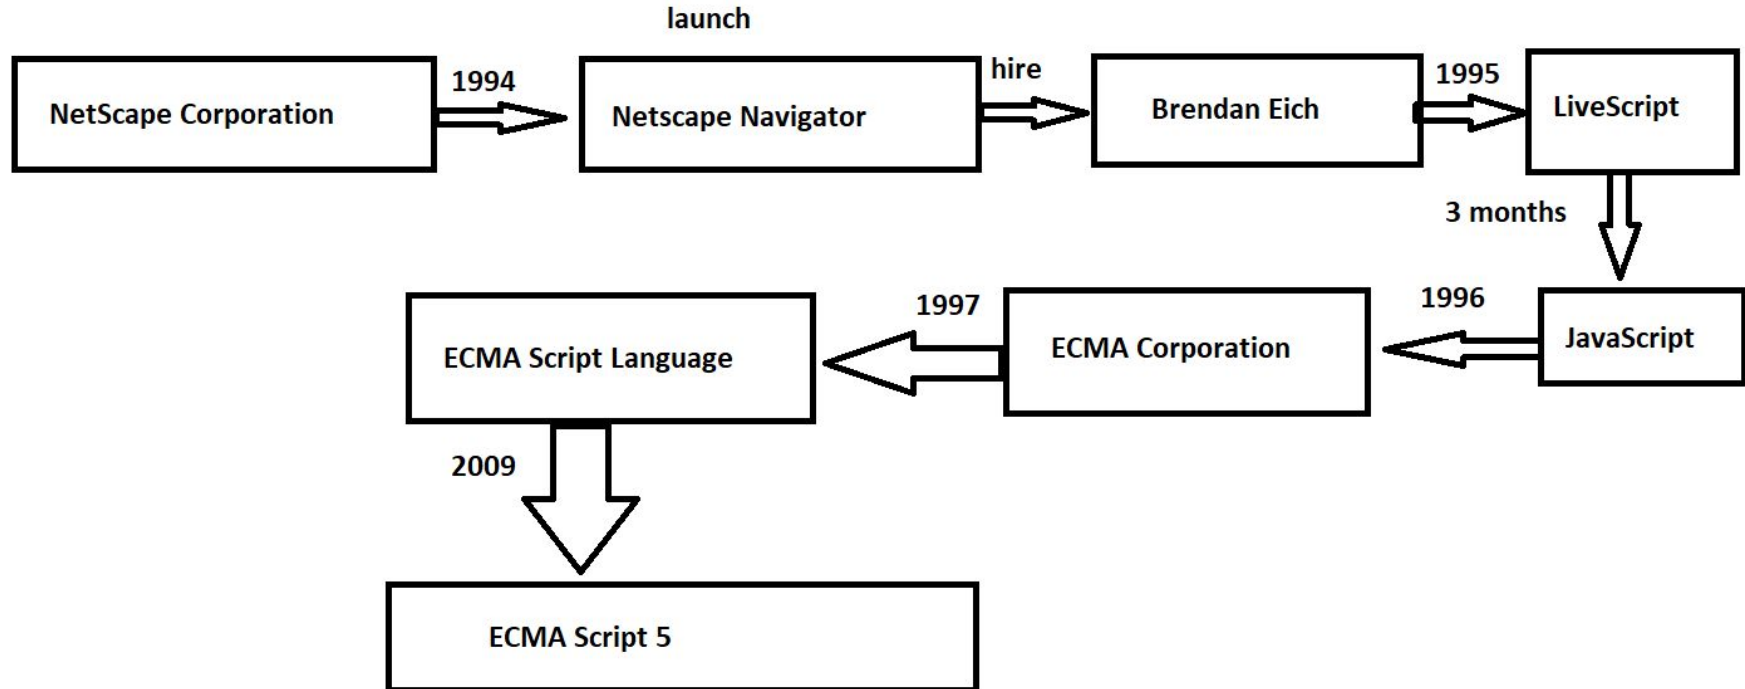 launch
NetScape Corporation
1994
Netscape Navigator
hire
Brendan Eich
1995
LiveScript
3 months
JavaScript
1996
ECMA Corporation
1997
ECMA Script Language
2009
ECMA Script 5